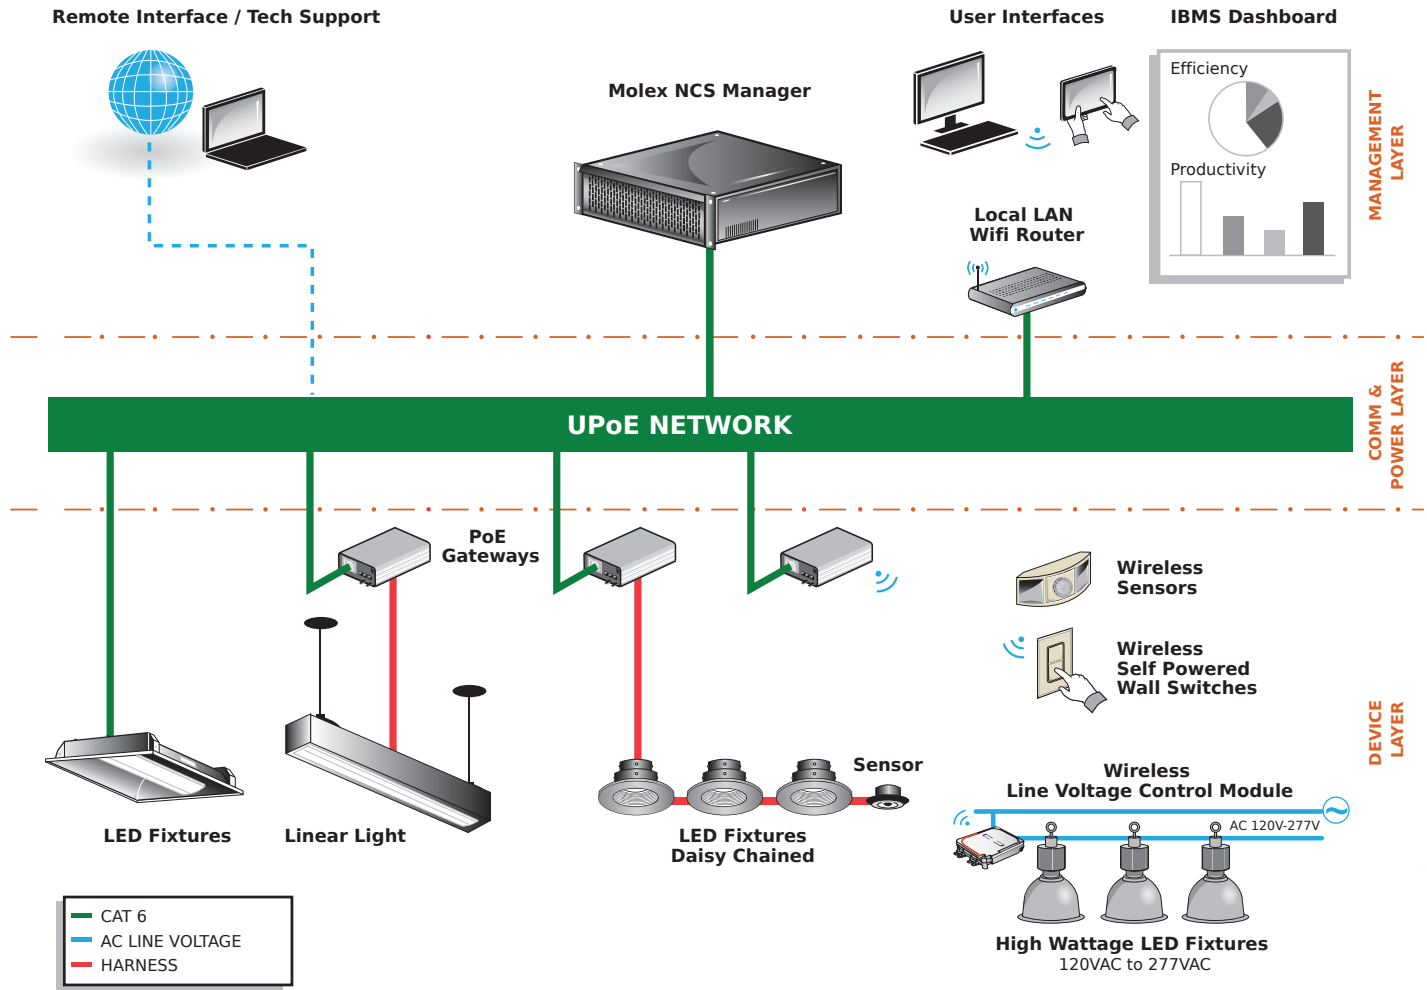 Remote Interface / Tech Support
User Interfaces
IBMS Dashboard
Efficiency
Productivity
Molex NCS Manager
Local LAN
Wifi Router
MANAGEMENT
LAYER
UPoE NETWORK
COMM &
POWER LAYER
PoE
Gateways
Wireless
Sensors
Wireless
Self Powered
Wall Switches
DEVICE
LAYER
Sensor
Wireless
Line Voltage Control Module
AC 120V-277V
LED Fixtures
Linear Light
LED Fixtures
Daisy Chained
High Wattage LED Fixtures
120VAC to 277VAC
CAT 6
AC LINE VOLTAGE
HARNESS